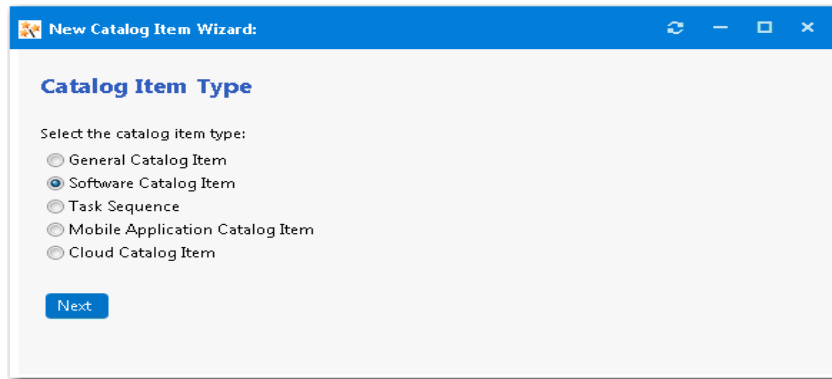 New Catalog Item Wizard:
Catalog Item Type
Select the catalog item type:
General Catalog Item
Software Catalog Item
Task Sequence
Mobile Application Catalog Item
Cloud Catalog Item
Next